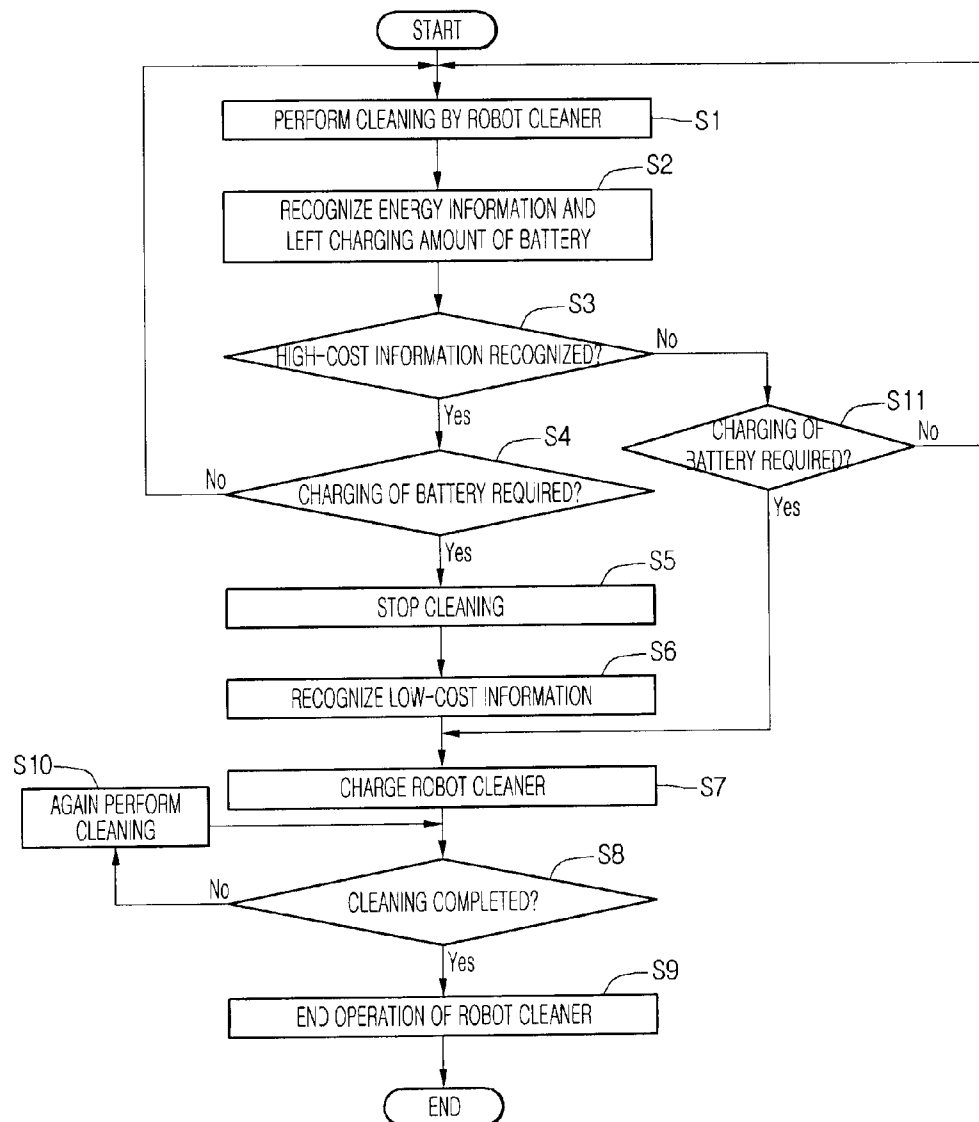 START
PERFORM CLEANING BY ROBOT CLEANER
S1
S2
RECOGNIZE ENERGY INFORMATION AND
LEFT CHARGING AMOUNT OF BATTERY
S3
HIGH-COST INFORMATION RECOGNIZED?
No
Yes
S11
CHARGING OF
BATTERY REQUIRED?
No
Yes
S4
No
CHARGING OF BATTERY REQUIRED?
Yes
S5
STOP CLEANING
S6
RECOGNIZE LOW-COST INFORMATION
S10
AGAIN PERFORM
CLEANING
CHARGE ROBOT CLEANER
S7
S8
No
CLEANING COMPLETED?
Yes
S9
END OPERATION OF ROBOT CLEANER
END